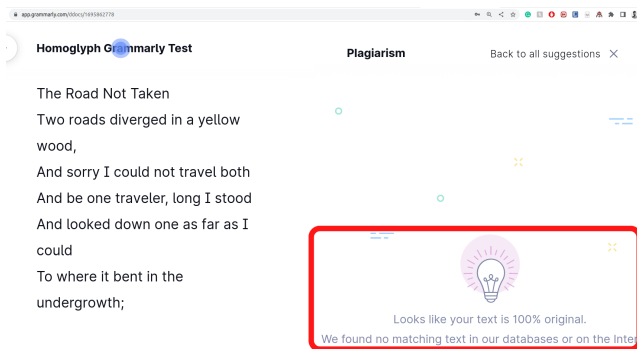 app.grammarly.com/ddocs/1695862778
Homoglyph Grammarly Test
Plagiarism
Back to all suggestions
The Road Not Taken
Two roads diverged in a yellow
wood,
And sorry I could not travel both
And be one traveler, long I stood
And looked down one as far as I
could
To where it bent in the
undergrowth;
Looks like your text is 100% original.
We found no matching text in our databases or on the Inter